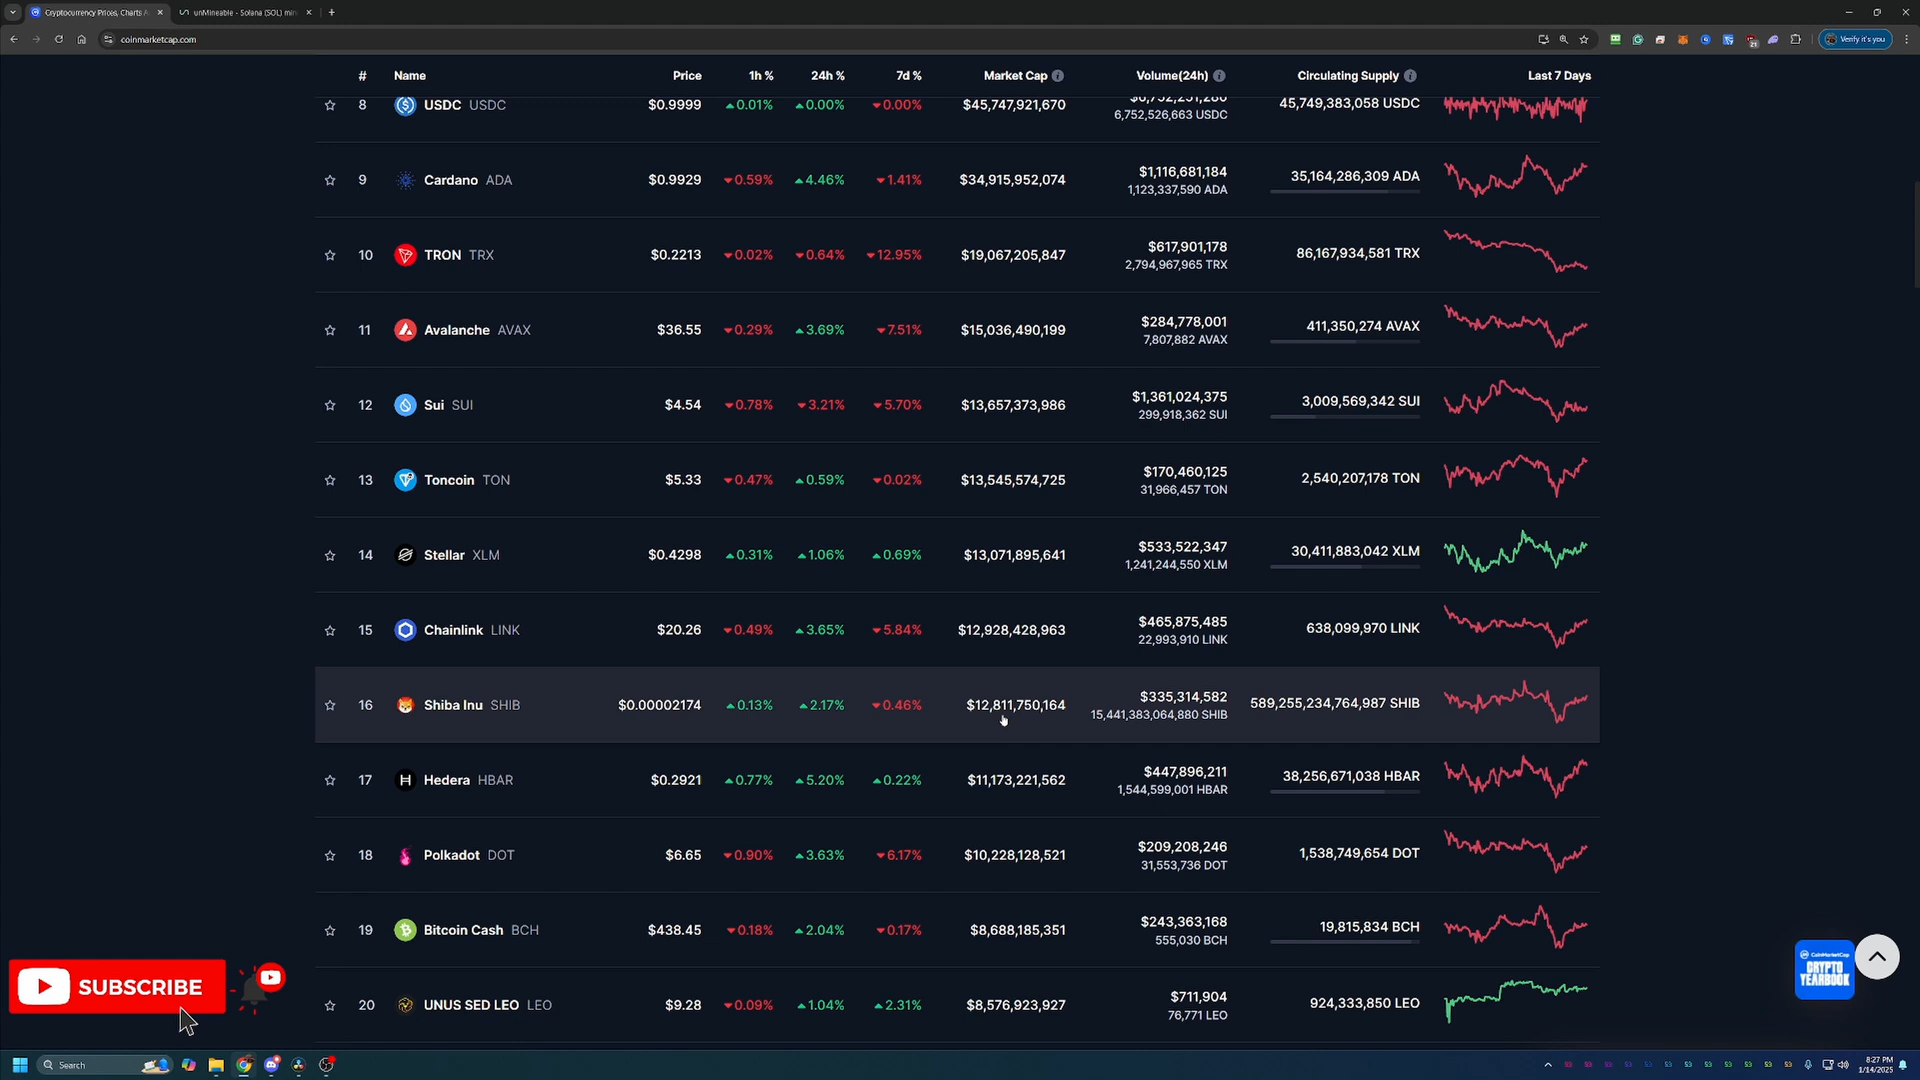 Cryptocurrency Prices, Charts A
unMineable - Solana (SOL) min
coinmarketcap.com
21
Verify it's you
# Name Price 1h % 24h % 7d % Market Cap Volume(24h) Circulating Supply Last 7 Days
8 USDC USDC $0.9999 0.01% 0.00% 0.00% $45,747,921,670 45,749,383,058 USDC
6,752,526,663 USDC
9 Cardano ADA $0.9929 0.59% 4.46% 1.41% $34,915,952,074 $1,116,681,184 35,164,286,309 ADA
1,123,337,590 ADA
10 TRON TRX $0.2213 0.02% 0.64% 12.95% $19,067,205,847 $617,901,178 86,167,934,581 TRX
2,794,967,965 TRX
11 Avalanche AVAX $36.55 0.29% 3.69% 7.51% $15,036,490,199 $284,778,001 411,350,274 AVAX
7,807,882 AVAX
12 Sui SUI $4.54 0.78% 3.21% 5.70% $13,657,373,986 $1,361,024,375 3,009,569,342 SUI
299,918,362 SUI
13 Toncoin TON $5.33 0.47% 0.59% 0.02% $13,545,574,725 $170,460,125 2,540,207,178 TON
31,966,457 TON
14 Stellar XLM $0.4298 0.31% 1.06% 0.69% $13,071,895,641 $533,522,347 30,411,883,042 XLM
1,241,244,550 XLM
15 Chainlink LINK $20.26 0.49% 3.65% 5.84% $12,928,428,963 $465,875,485 638,099,970 LINK
22,993,910 LINK
16 Shiba Inu SHIB $0.00002174 0.13% 2.17% 0.46% $12,811,750,164 $335,314,582 589,255,234,764,987 SHIB
15,441,383,064,880 SHIB
17 Hedera HBAR $0.2921 0.77% 5.20% 0.22% $11,173,221,562 $447,896,211 38,256,671,038 HBAR
1,544,599,001 HBAR
18 Polkadot DOT $6.65 0.90% 3.63% 6.17% $10,228,128,521 $209,208,246 1,538,749,654 DOT
31,553,736 DOT
19 Bitcoin Cash BCH $438.45 0.18% 2.04% 0.17% $8,688,185,351 $243,363,168 19,815,834 BCH
555,030 BCH
20 UNUS SED LEO LEO $9.28 0.09% 1.04% 2.31% $8,576,923,927 $711,904 924,333,850 LEO
76,771 LEO
SUBSCRIBE
CoinMarketCap
CRYPTO
YEARBOOK
Search
8:27 PM
1/14/2025